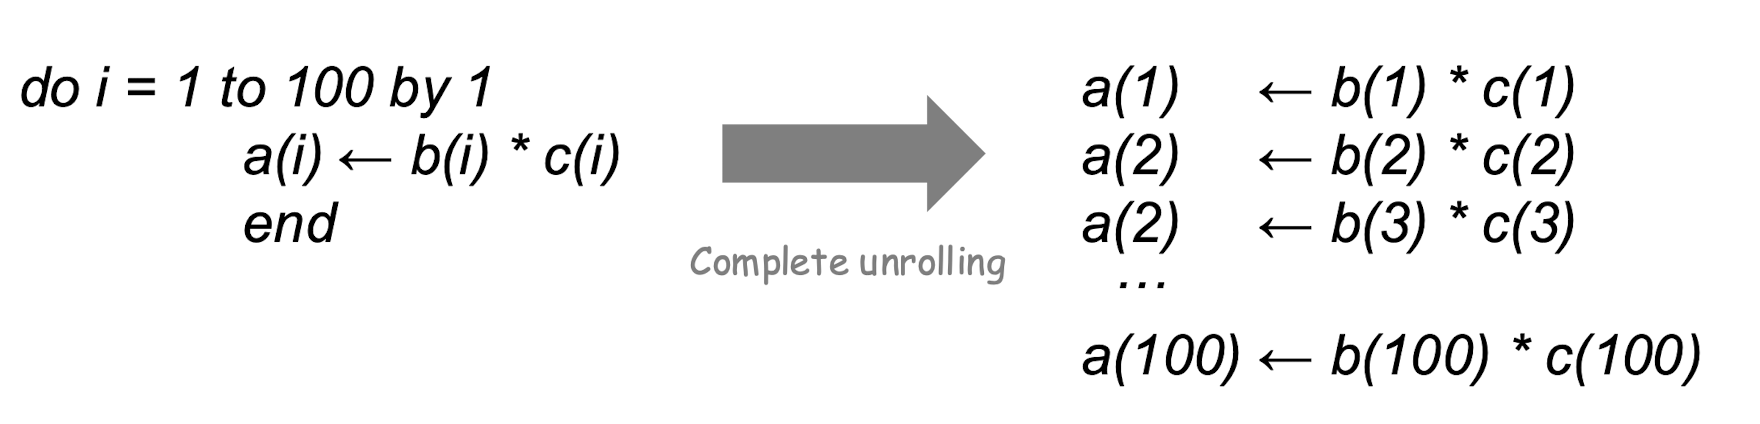 do i = 1 to 100 by 1
a(i) ← b(i) * c(i)
end
Complete unrolling
a(1) ← b(1) * c(1)
a(2) ← b(2) * c(2)
a(2) ← b(3) * c(3)
...
a(100) ← b(100) * c(100)